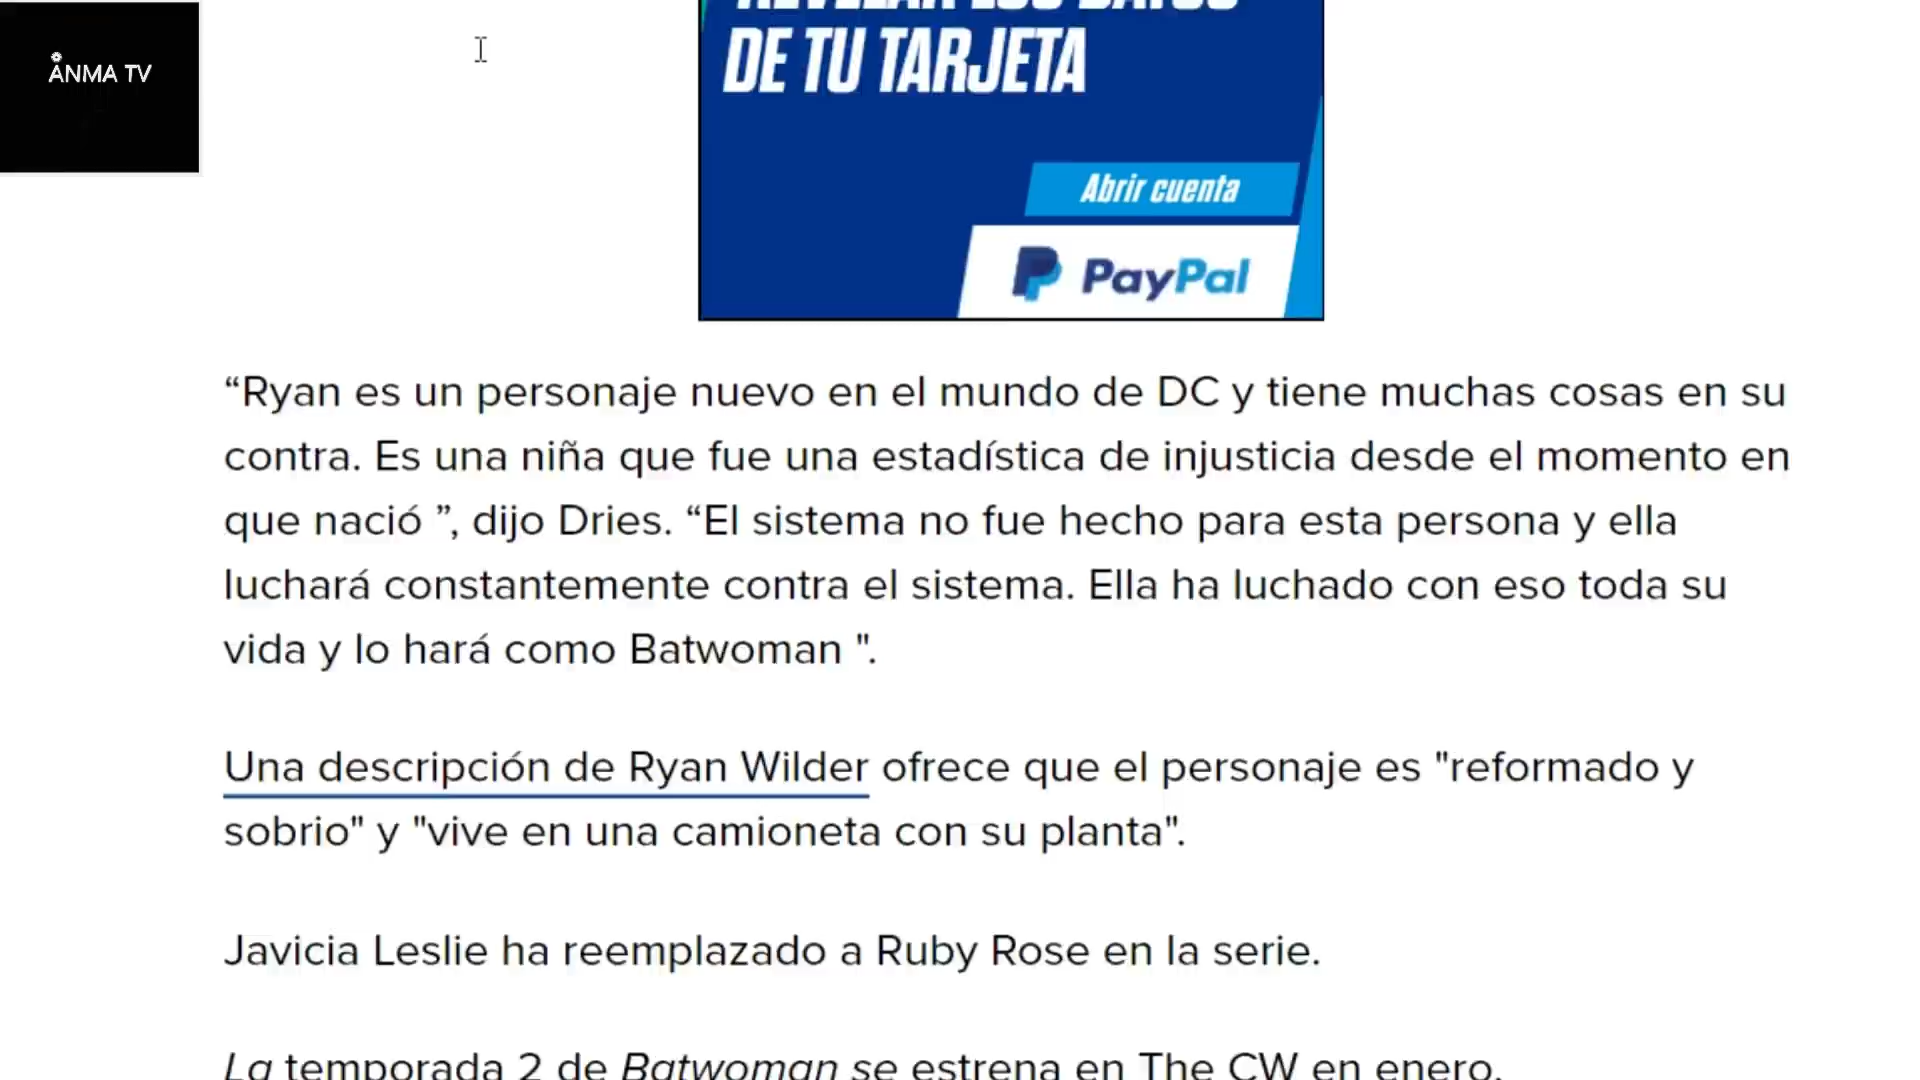 ANMA TV
REVELAR LOS DATOS
DE TU TARJETA
Abrir cuenta
PayPal
“Ryan es un personaje nuevo en el mundo de DC y tiene muchas cosas en su
contra. Es una niña que fue una estadística de injusticia desde el momento en
que nació ”, dijo Dries. “El sistema no fue hecho para esta persona y ella
luchará constantemente contra el sistema. Ella ha luchado con eso toda su
vida y lo hará como Batwoman ".
Una descripción de Ryan Wilder ofrece que el personaje es "reformado y
sobrio" y "vive en una camioneta con su planta".
Javicia Leslie ha reemplazado a Ruby Rose en la serie.
La temporada 2 de Batwoman se estrena en The CW en enero.